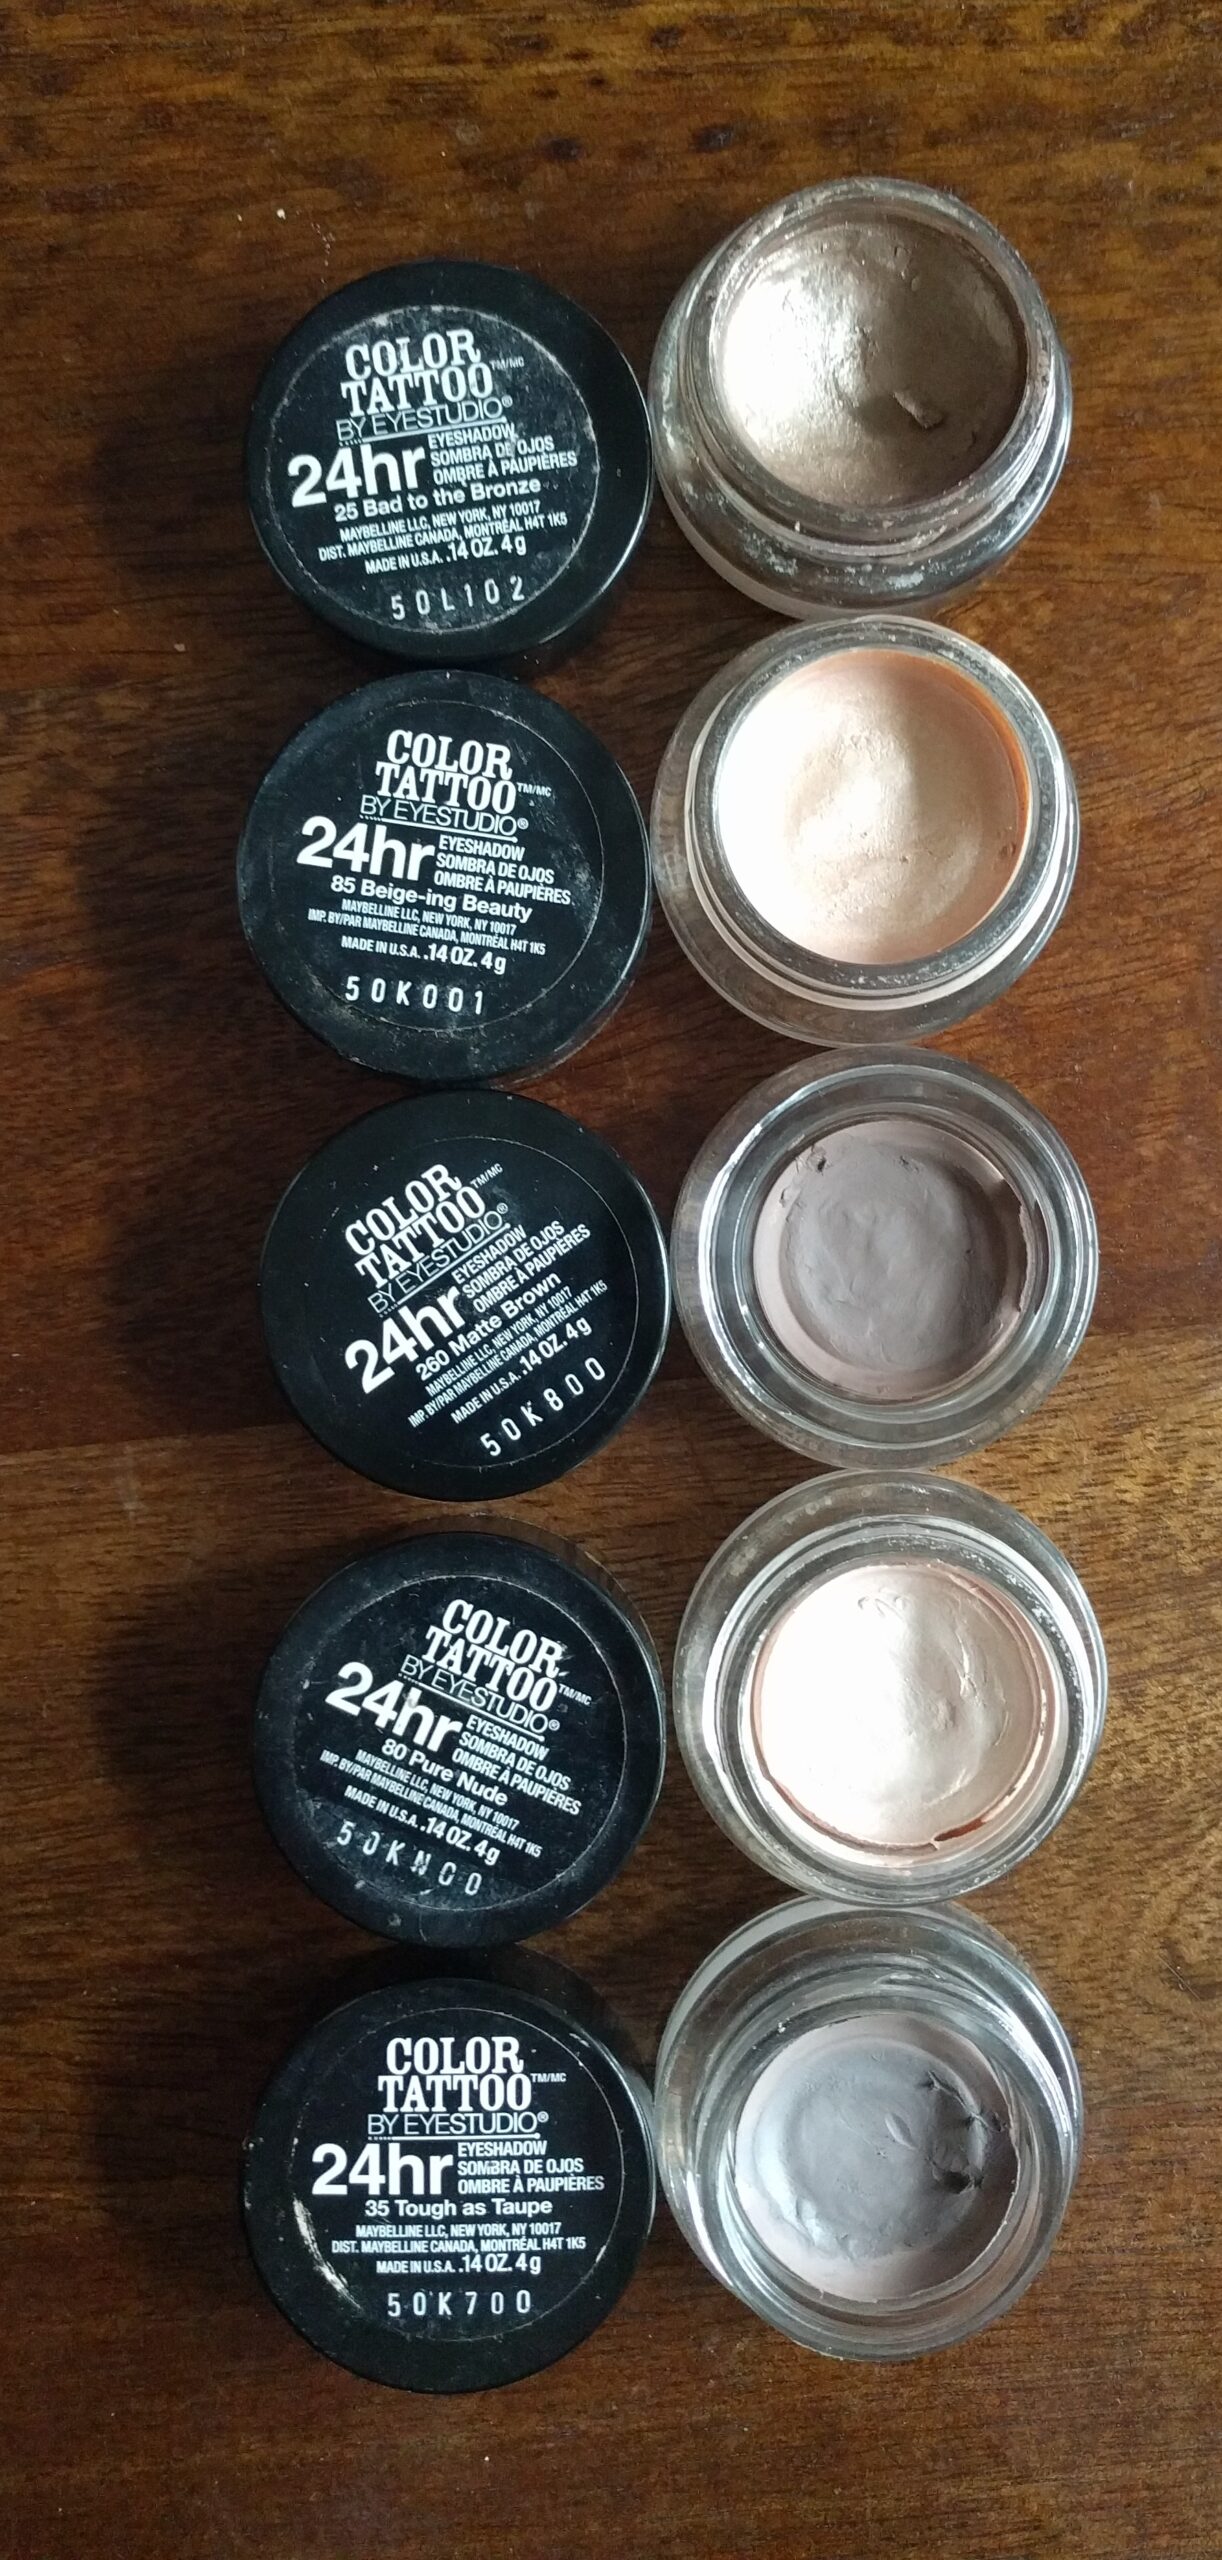 COLOR
TATTOO TM/MC
BY EYESTUDIO®
24hr EYESHADOW
SOMBRA DE OJOS
OMBRE À PAUPIÈRES
25 Bad to the Bronze
MAYBELLINE LLC, NEW YORK, NY 10017
DIST. MAYBELLINE CANADA, MONTRÉAL H4T 1K5
MADE IN U.S.A. .14 OZ. 4 g
50L102
COLOR
TATTOO TM/MC
BY EYESTUDIO®
24hr EYESHADOW
SOMBRA DE OJOS
OMBRE À PAUPIÈRES
85 Beige-ing Beauty
MAYBELLINE LLC, NEW YORK, NY 10017
IMP. BY/PAR MAYBELLINE CANADA, MONTRÉAL H4T 1K5
MADE IN U.S.A. .14 OZ. 4 g
50K001
COLOR
TATTOO TM/MC
BY EYESTUDIO®
24hr EYESHADOW
SOMBRA DE OJOS
OMBRE À PAUPIÈRES
260 Matte Brown
MAYBELLINE LLC, NEW YORK, NY 10017
IMP. BY/PAR MAYBELLINE CANADA, MONTRÉAL H4T 1K5
MADE IN U.S.A. .14 OZ. 4 g
50K800
COLOR
TATTOO TM/MC
BY EYESTUDIO®
24hr EYESHADOW
SOMBRA DE OJOS
OMBRE À PAUPIÈRES
80 Pure Nude
MAYBELLINE LLC, NEW YORK, NY 10017
IMP. BY/PAR MAYBELLINE CANADA, MONTRÉAL H4T 1K5
MADE IN U.S.A. .14 OZ. 4 g
COLOR
TATTOO TM/MC
BY EYESTUDIO®
24hr EYESHADOW
SOMBRA DE OJOS
OMBRE À PAUPIÈRES
35 Tough as Taupe
MAYBELLINE LLC, NEW YORK, NY 10017
DIST. MAYBELLINE CANADA, MONTRÉAL H4T 1K5
MADE IN U.S.A. .14 OZ. 4 g
50K700